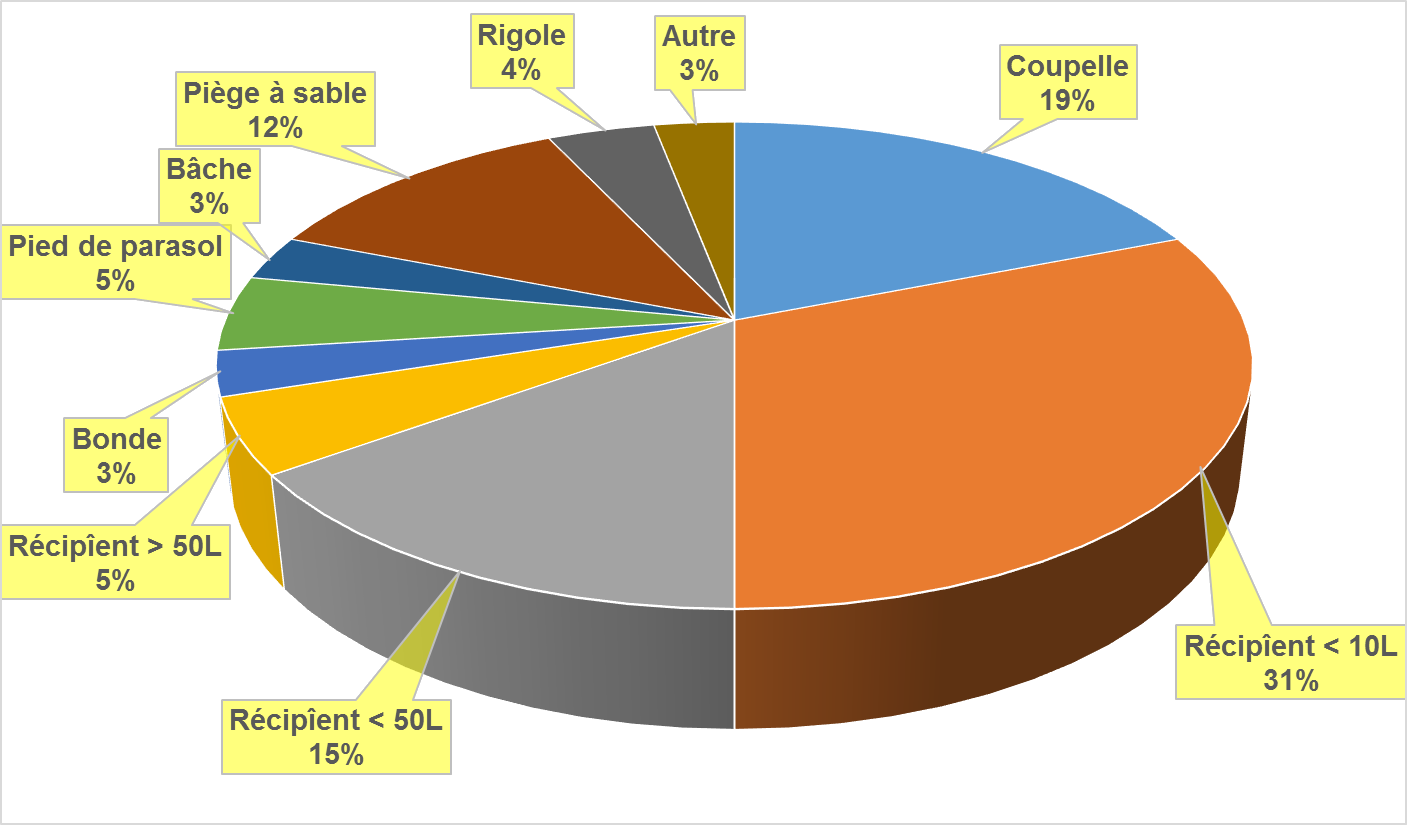 Rigole
4%
Autre
3%
Coupelle
19%
Piège à sable
12%
Bâche
3%
Pied de parasol
5%
Bonde
3%
Récipîent > 50L
5%
Récipîent < 10L
31%
Récipîent < 50L
15%